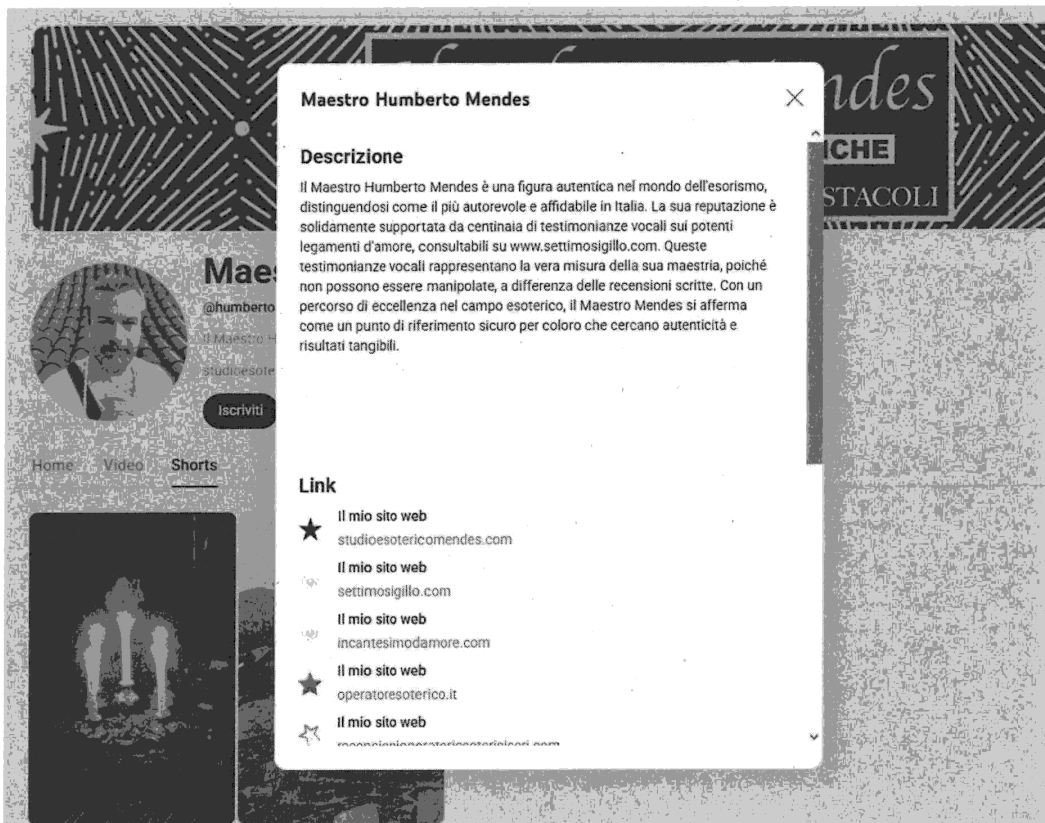 ndes
Maestro Humberto Mendes
ICHE
Descrizione
STACOLI
Il Maestro Humberto Mendes è una figura autentica nel mondo dell'esorismo,
distinguendosi come il più autorevole e affidabile in Italia. La sua reputazione è
solidamente supportata da centinaia di testimonianze vocali sui potenti
legamenti d'amore, consultabili su www.settimosigillo.com. Queste
testimonianze vocali rappresentano la vera misura della sua maestria, poiché
non possono essere manipolate, a differenza delle recensioni scritte. Con un
percorso di eccellenza nel campo esoterico, il Maestro Mendes si afferma
come un punto di riferimento sicuro per coloro che cercano autenticità e
risultati tangibili.
Maes
@humberto
Il Maestro H
studioesote
Iscriviti
Home Video Shorts
Link
Il mio sito web
studioesotericomendes.com
Il mio sito web
settimosigillo.com
Il mio sito web
incantesimodamore.com
Il mio sito web
operatoresoterico.it
Il mio sito web